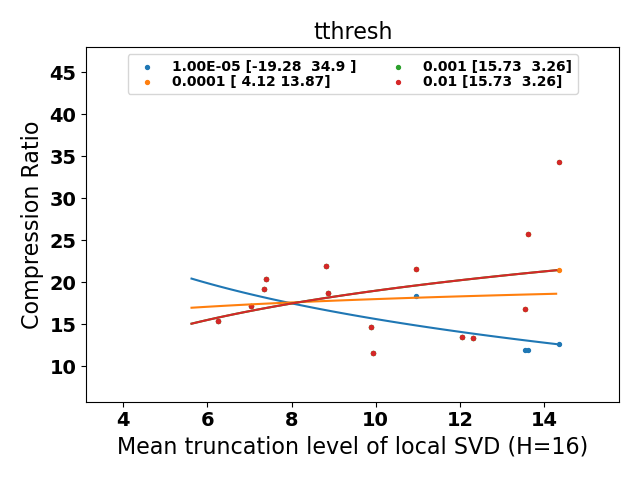 tthresh
1.00E-05 [-19.28  34.9 ]
0.0001 [ 4.12 13.87]
0.001 [15.73  3.26]
0.01 [15.73  3.26]
Compression Ratio
45
40
35
30
25
20
15
10
4 6 8 10 12 14
Mean truncation level of local SVD (H=16)